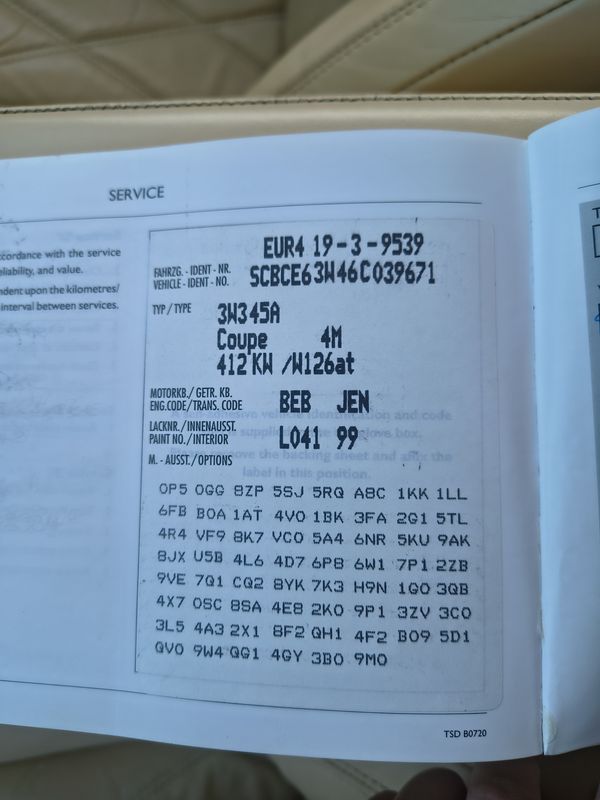 SERVICE
ccordance with the service
eliability, and value.
ndent upon the kilometres/
interval between services.
EUR4 19-3-9539
FAHRZG. - IDENT - NR.
VEHICLE - IDENT - NO.
SCBCE63W46C039671
TYP / TYPE
3W345A
Coupe 4M
412 KW /W126at
MOTORKB./ GETR. KB.
ENG.CODE/TRANS. CODE
BEB JEN
LACKNR./ INNENAUSST.
PAINT NO./ INTERIOR
L041 99
M. - AUSST./OPTIONS
label in this position.
0P5 0GG 8ZP 5SJ 5RQ A8C 1KK 1LL
6FB B0A 1AT 4V0 1BK 3FA 2G1 5TL
4R4 VF9 8K7 VC0 5A4 6NR 5KU 9AK
8JX U5B 4L6 4D7 6P8 6W1 7P1 2ZB
9VE 7Q1 CQ2 8YK 7K3 H9N 1G0 3QB
4X7 0SC 8SA 4E8 2K0 9P1 3ZV 3C0
3L5 4A3 2X1 8F2 QH1 4F2 B09 5D1
QV0 9W4 QG1 4GY 3B0 9M0
TSD B0720